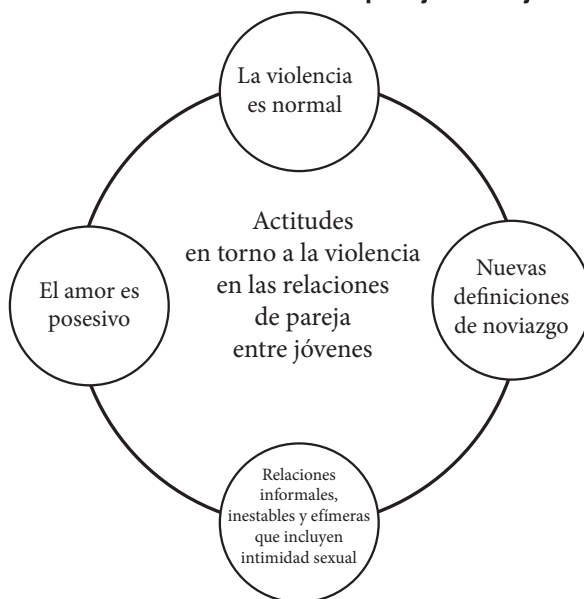 La violencia
es normal
Actitudes
en torno a la violencia
en las relaciones
de pareja
entre jóvenes
El amor es
posesivo
Nuevas
definiciones
de noviazgo
Relaciones
informales,
inestables y efímeras
que incluyen
intimidad sexual